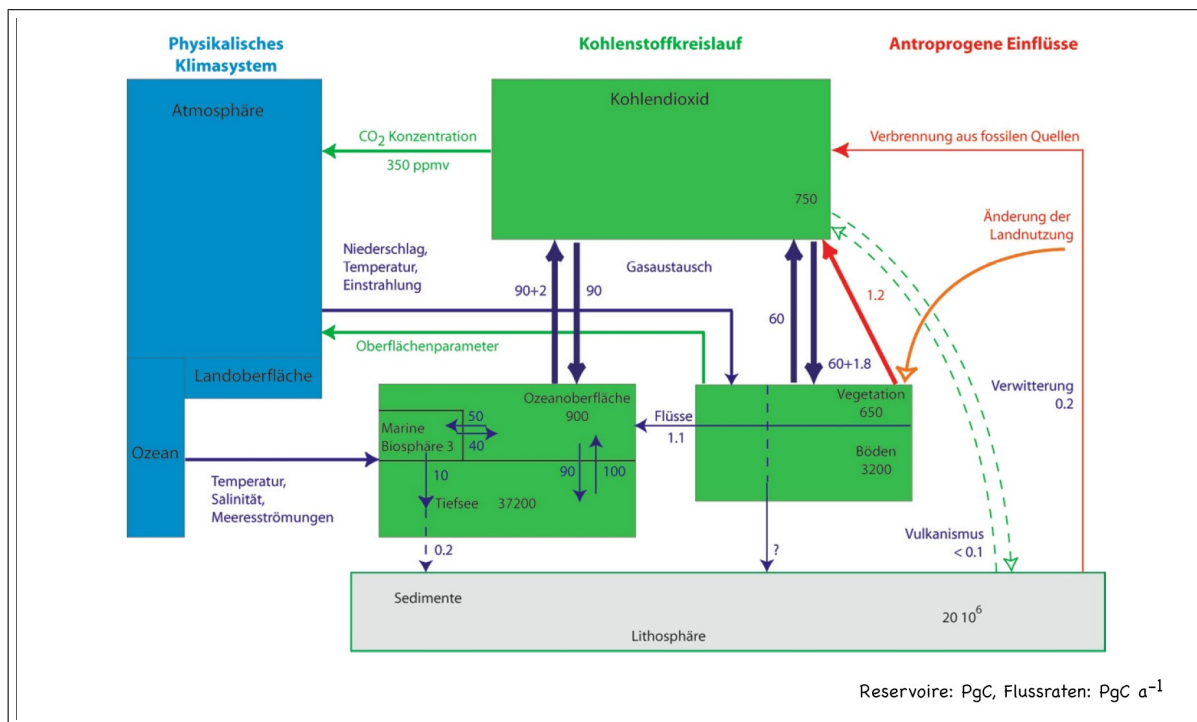 Physikalisches
Klimasystem
Kohlenstoffkreislauf
Antroprogene Einflüsse
Atmosphäre
Kohlendioxid
CO2 Konzentration
350 ppmv
Verbrennung aus fossilen Quellen
750
Änderung der
Landnutzung
Niederschlag,
Temperatur,
Einstrahlung
Gasaustausch
90+2
90
60
1.2
60+1.8
Oberflächenparameter
Landoberfläche
Ozean
Ozeanoberfläche
900
Vegetation
650
Verwitterung
0.2
Marine
Biosphäre 3
50
40
Flüsse
1.1
Böden
3200
10
90
100
Temperatur,
Salinität,
Meeresströmungen
Tiefsee 37200
Vulkanismus
< 0.1
0.2
?
Sedimente
20 10^6
Lithosphäre
Reservoire: PgC, Flussraten: PgC a^-1